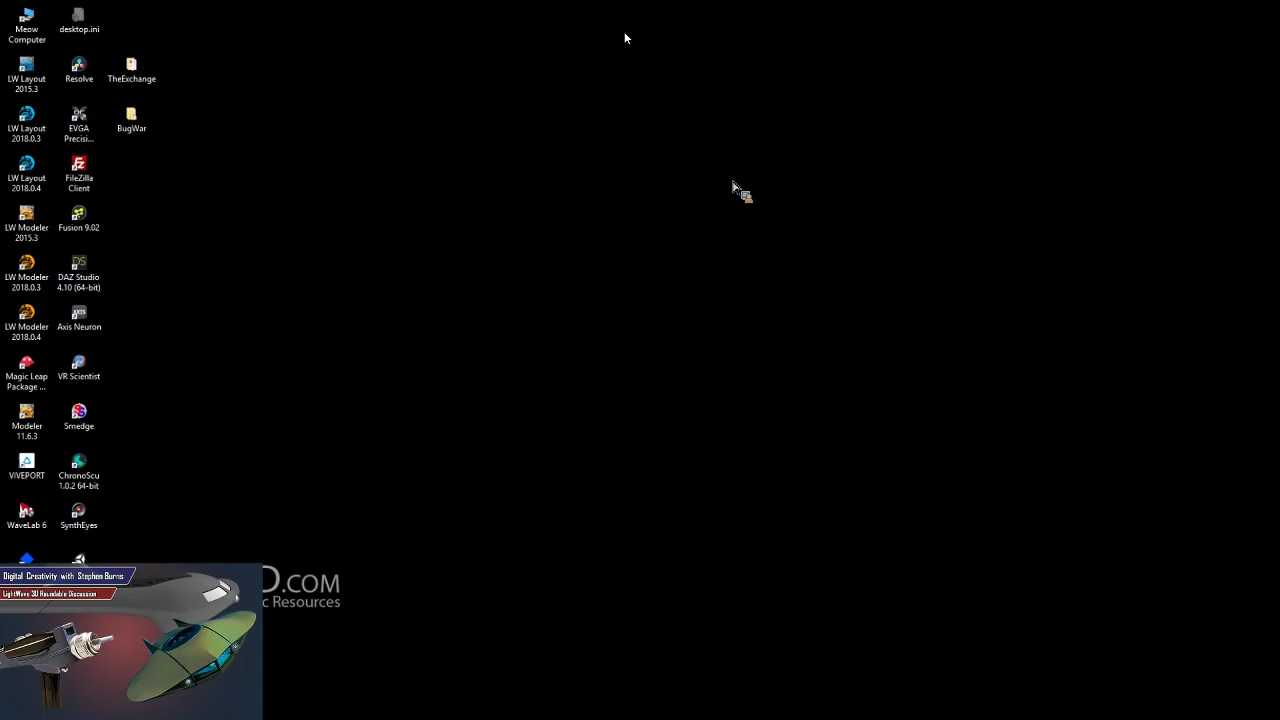 Meow
Computer
desktop.ini
LW Layout
2015.3
Resolve
TheExchange
LW Layout
2018.0.3
EVGA
Precisi...
BugWar
LW Layout
2018.0.4
FileZilla
Client
LW Modeler
2015.3
Fusion 9.02
LW Modeler
2018.0.3
DAZ Studio
4.10 (64-bit)
LW Modeler
2018.0.4
Axis Neuron
Magic Leap
Package ...
VR Scientist
Modeler
11.6.3
Smedge
VIVEPORT
ChronoScu
1.0.2 64-bit
WaveLab 6
SynthEyes
Digital Creativity with Stephen Burns
LightWave 3D Roundable Discussion
D.COM
c Resources